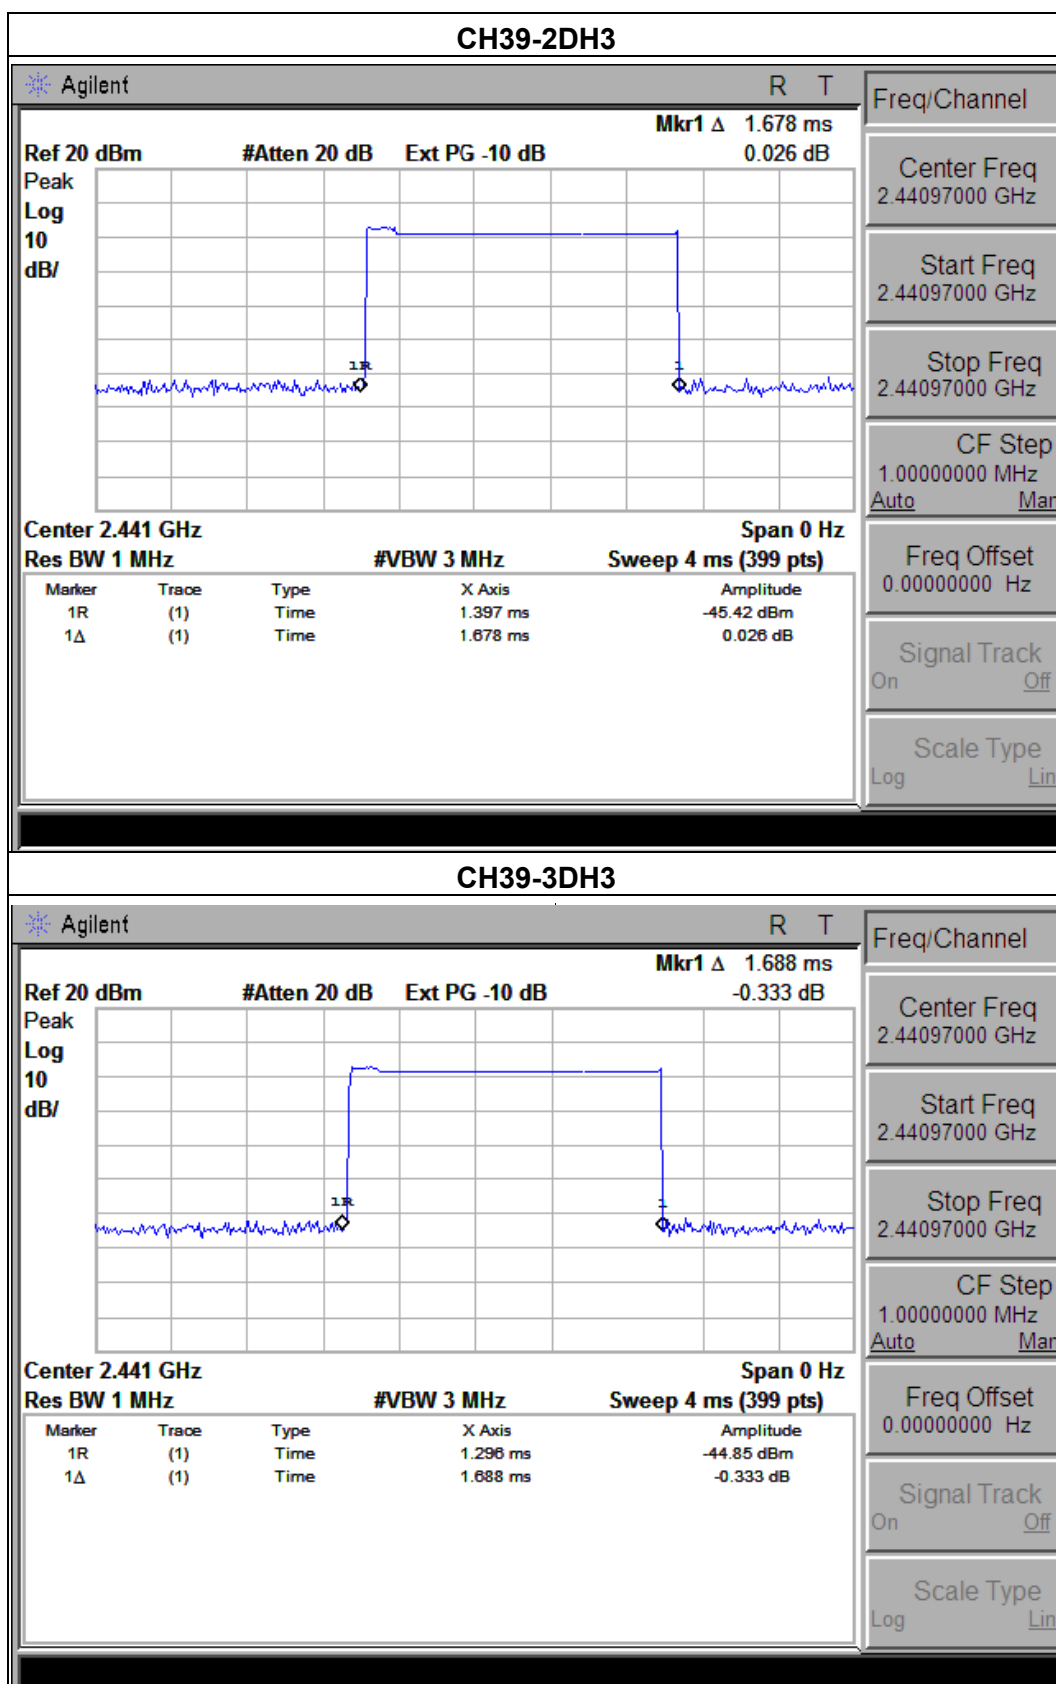 CH39-2DH3
Agilent R T
Freq/Channel
Mkr1 Δ 1.678 ms
Ref 20 dBm #Atten 20 dB Ext PG -10 dB 0.026 dB
Peak
Log
10
dB/
1R
1
Center 2.441 GHz Span 0 Hz
Res BW 1 MHz #VBW 3 MHz Sweep 4 ms (399 pts)
Marker Trace Type X Axis Amplitude
1R (1) Time 1.397 ms -45.42 dBm
1Δ (1) Time 1.678 ms 0.026 dB
Center Freq
2.44097000 GHz
Start Freq
2.44097000 GHz
Stop Freq
2.44097000 GHz
CF Step
1.00000000 MHz
Auto Man
Freq Offset
0.00000000 Hz
Signal Track
On Off
Scale Type
Log Lin
CH39-3DH3
Agilent R T
Freq/Channel
Mkr1 Δ 1.688 ms
Ref 20 dBm #Atten 20 dB Ext PG -10 dB -0.333 dB
Peak
Log
10
dB/
1R
1
Center 2.441 GHz Span 0 Hz
Res BW 1 MHz #VBW 3 MHz Sweep 4 ms (399 pts)
Marker Trace Type X Axis Amplitude
1R (1) Time 1.296 ms -44.85 dBm
1Δ (1) Time 1.688 ms -0.333 dB
Center Freq
2.44097000 GHz
Start Freq
2.44097000 GHz
Stop Freq
2.44097000 GHz
CF Step
1.00000000 MHz
Auto Man
Freq Offset
0.00000000 Hz
Signal Track
On Off
Scale Type
Log Lin